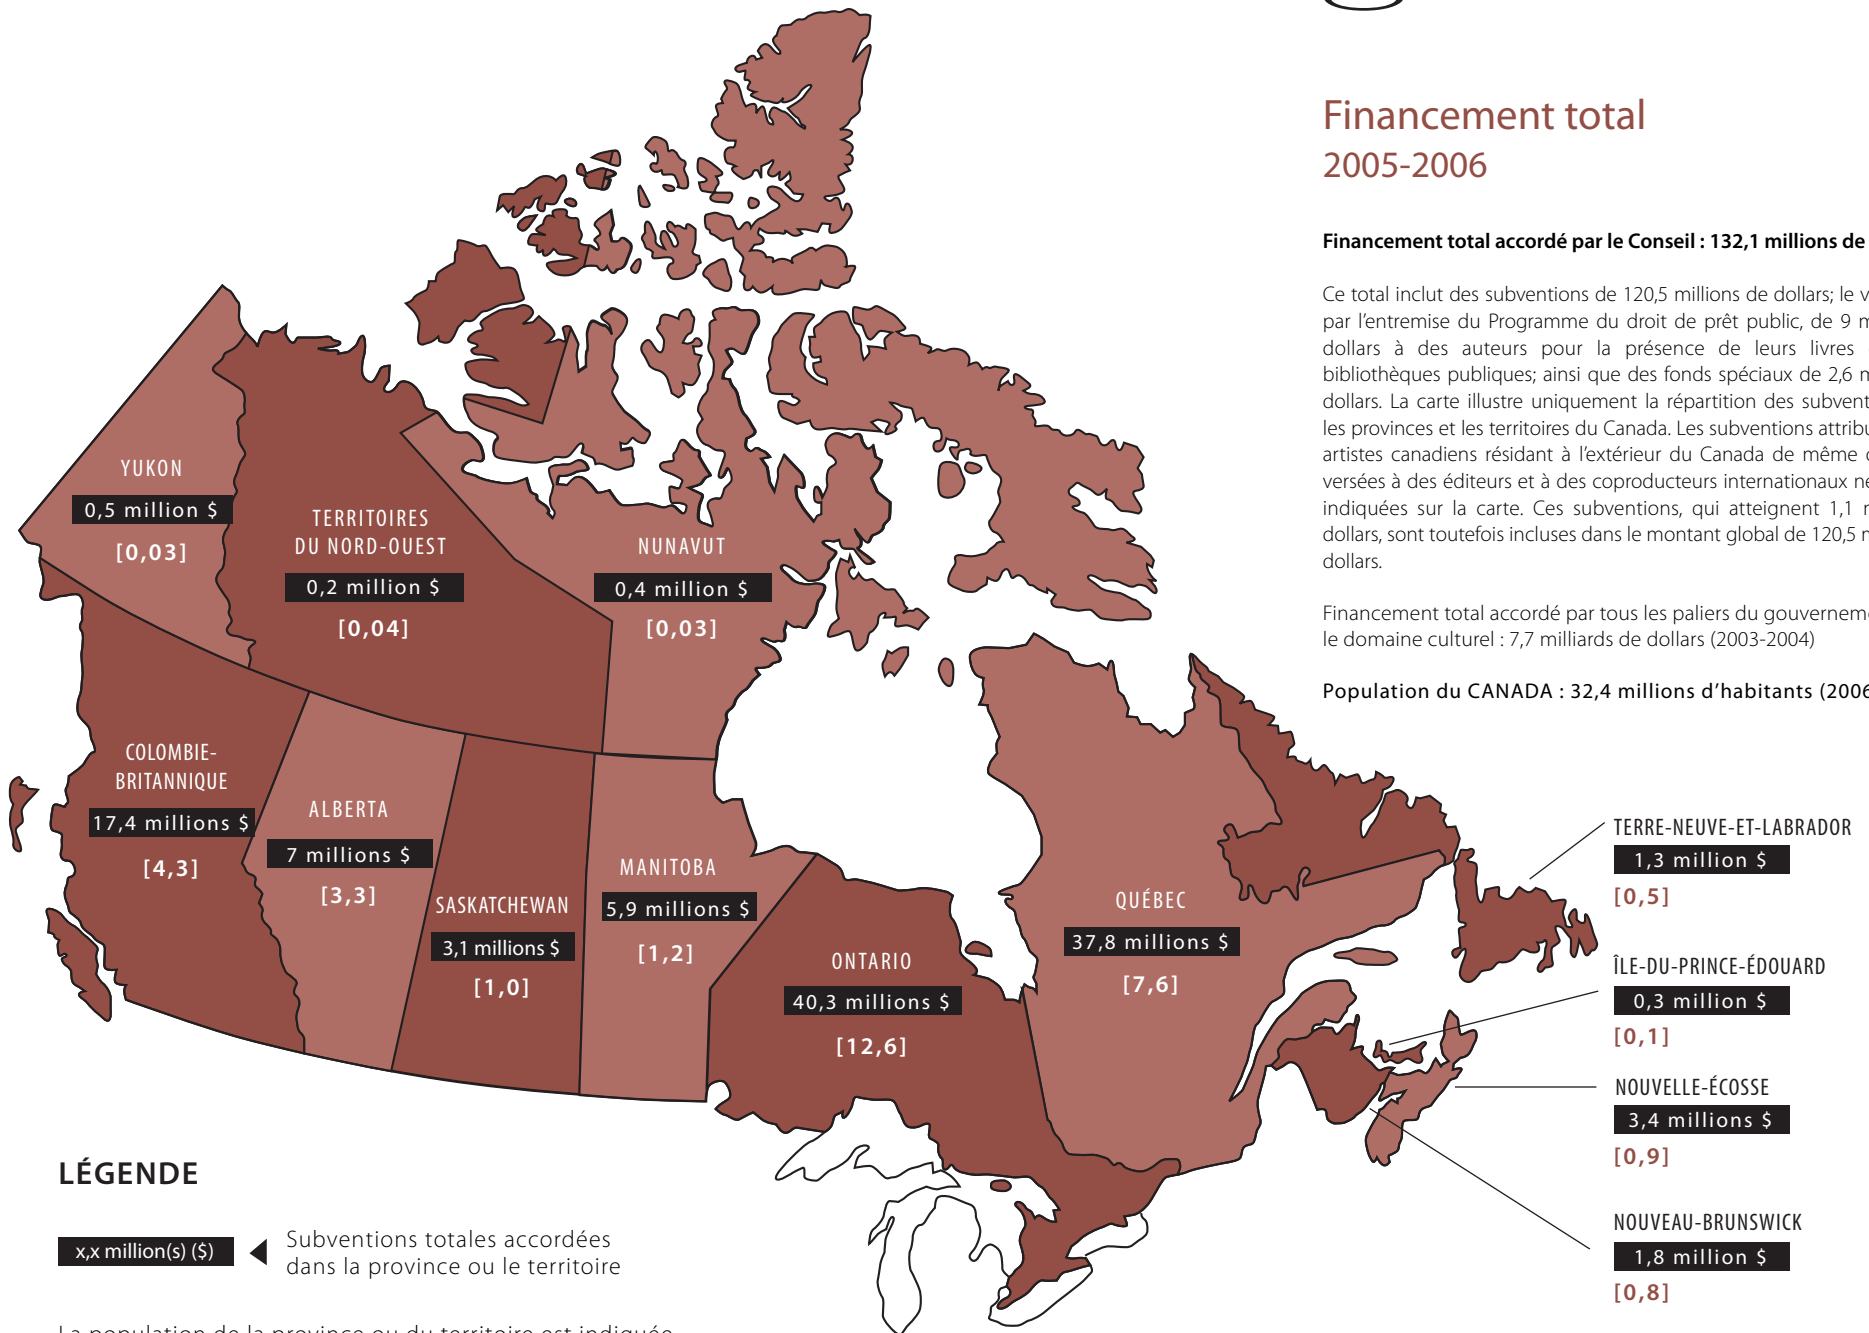 Financement total
2005-2006
Financement total accordé par le Conseil : 132,1 millions de
Ce total inclut des subventions de 120,5 millions de dollars; le
par l'entremise du Programme du droit de prêt public, de 9
dollars à des auteurs pour la présence de leurs livres
bibliothèques publiques; ainsi que des fonds spéciaux de 2,6
dollars. La carte illustre uniquement la répartition des
les provinces et les territoires du Canada. Les subventions
artistes canadiens résidant à l'extérieur du Canada de même
versées à des éditeurs et à des coproducteurs internationaux
indiquées sur la carte. Ces subventions, qui atteignent 1,1
dollars, sont toutefois incluses dans le montant global de 120,5
dollars.
Financement total accordé par tous les paliers du
le domaine culturel : 7,7 milliards de dollars (2003-2004)
Population du CANADA : 32,4 millions d'habitants (2006
YUKON
0,5 million $
[0,03]
TERRITOIRES
DU NORD-OUEST
0,2 million $
[0,04]
NUNAVUT
0,4 million $
[0,03]
COLOMBIE-
BRITANNIQUE
17,4 millions $
[4,3]
ALBERTA
7 millions $
[3,3]
SASKATCHEWAN
3,1 millions $
[1,0]
MANITOBA
5,9 millions $
[1,2]
ONTARIO
40,3 millions $
[12,6]
QUÉBEC
37,8 millions $
[7,6]
TERRE-NEUVE-ET-LABRADOR
1,3 million $
[0,5]
ÎLE-DU-PRINCE-ÉDOUARD
0,3 million $
[0,1]
NOUVELLE-ÉCOSSE
3,4 millions $
[0,9]
NOUVEAU-BRUNSWICK
1,8 million $
[0,8]
LÉGENDE
x,x million(s) ($)
Subventions totales accordées
dans la province ou le territoire
La population de la province ou du territoire est indiquée